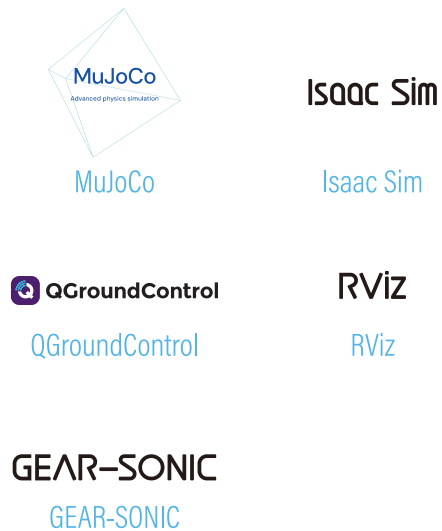 MuJoCo
Advanced physics simulation
Isaac Sim
MuJoCo
Isaac Sim
QGroundControl
RViz
QGroundControl
RViz
GEAR-SONIC
GEAR-SONIC